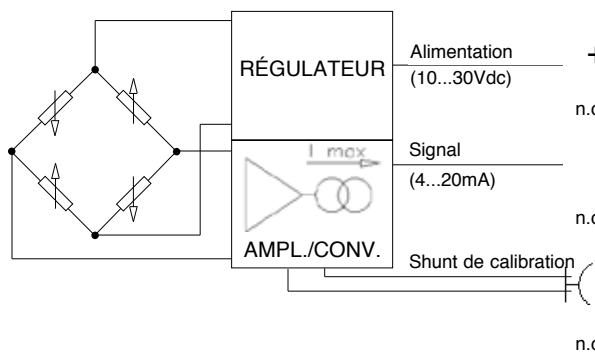 RÉGULATEUR
Alimentation
+
(10...30Vdc)
I max
Signal
(4...20mA)
AMPL./CONV.
Shunt de calibration